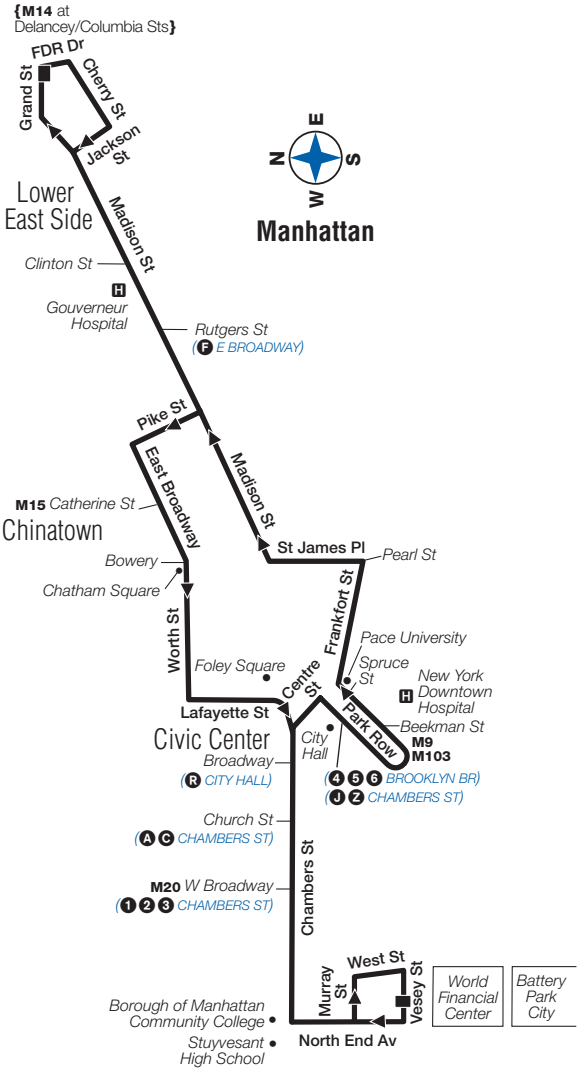 {M14 at
Delancey/Columbia Sts}
FDR Dr
Grand St
Cherry St
Jackson
St
E
N
S
W
Manhattan
Lower
East Side
Madison St
Clinton St
H
Gouverneur
Hospital
Rutgers St
(F E BROADWAY)
Pike St
East Broadway
Madison St
M15 Catherine St
Chinatown
St James Pl
Pearl St
Bowery
Chatham Square
Worth St
Frankfort St
Foley Square
Centre
St
Pace University
Spruce
St
H
New York
Downtown
Hospital
Lafayette St
Park Row
Beekman St
City
Hall
M9
M103
Civic Center
Broadway
(R CITY HALL)
(4 5 6 BROOKLYN BR)
(J Z CHAMBERS ST)
Church St
(A C CHAMBERS ST)
Chambers St
M20 W Broadway
(1 2 3 CHAMBERS ST)
West St
Murray
St
Vesey St
World
Financial
Center
Battery
Park
City
Borough of Manhattan
Community College
North End Av
Stuyvesant
High School